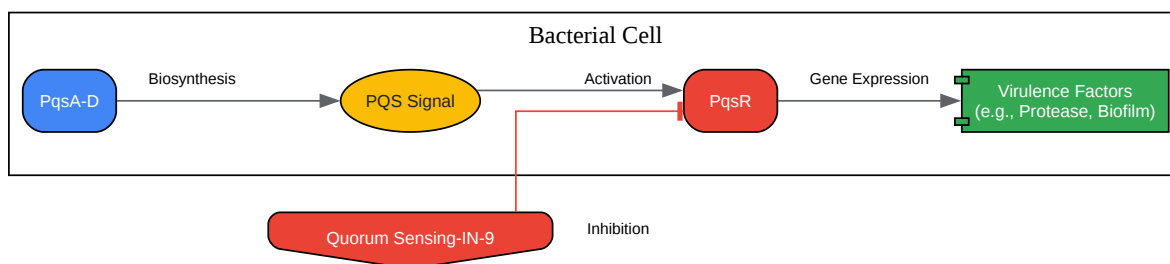 Bacterial Cell
PqsA-D
Biosynthesis
PQS Signal
Activation
PqsR
Gene Expression
Virulence Factors
(e.g., Protease, Biofilm)
Quorum Sensing-IN-9
Inhibition